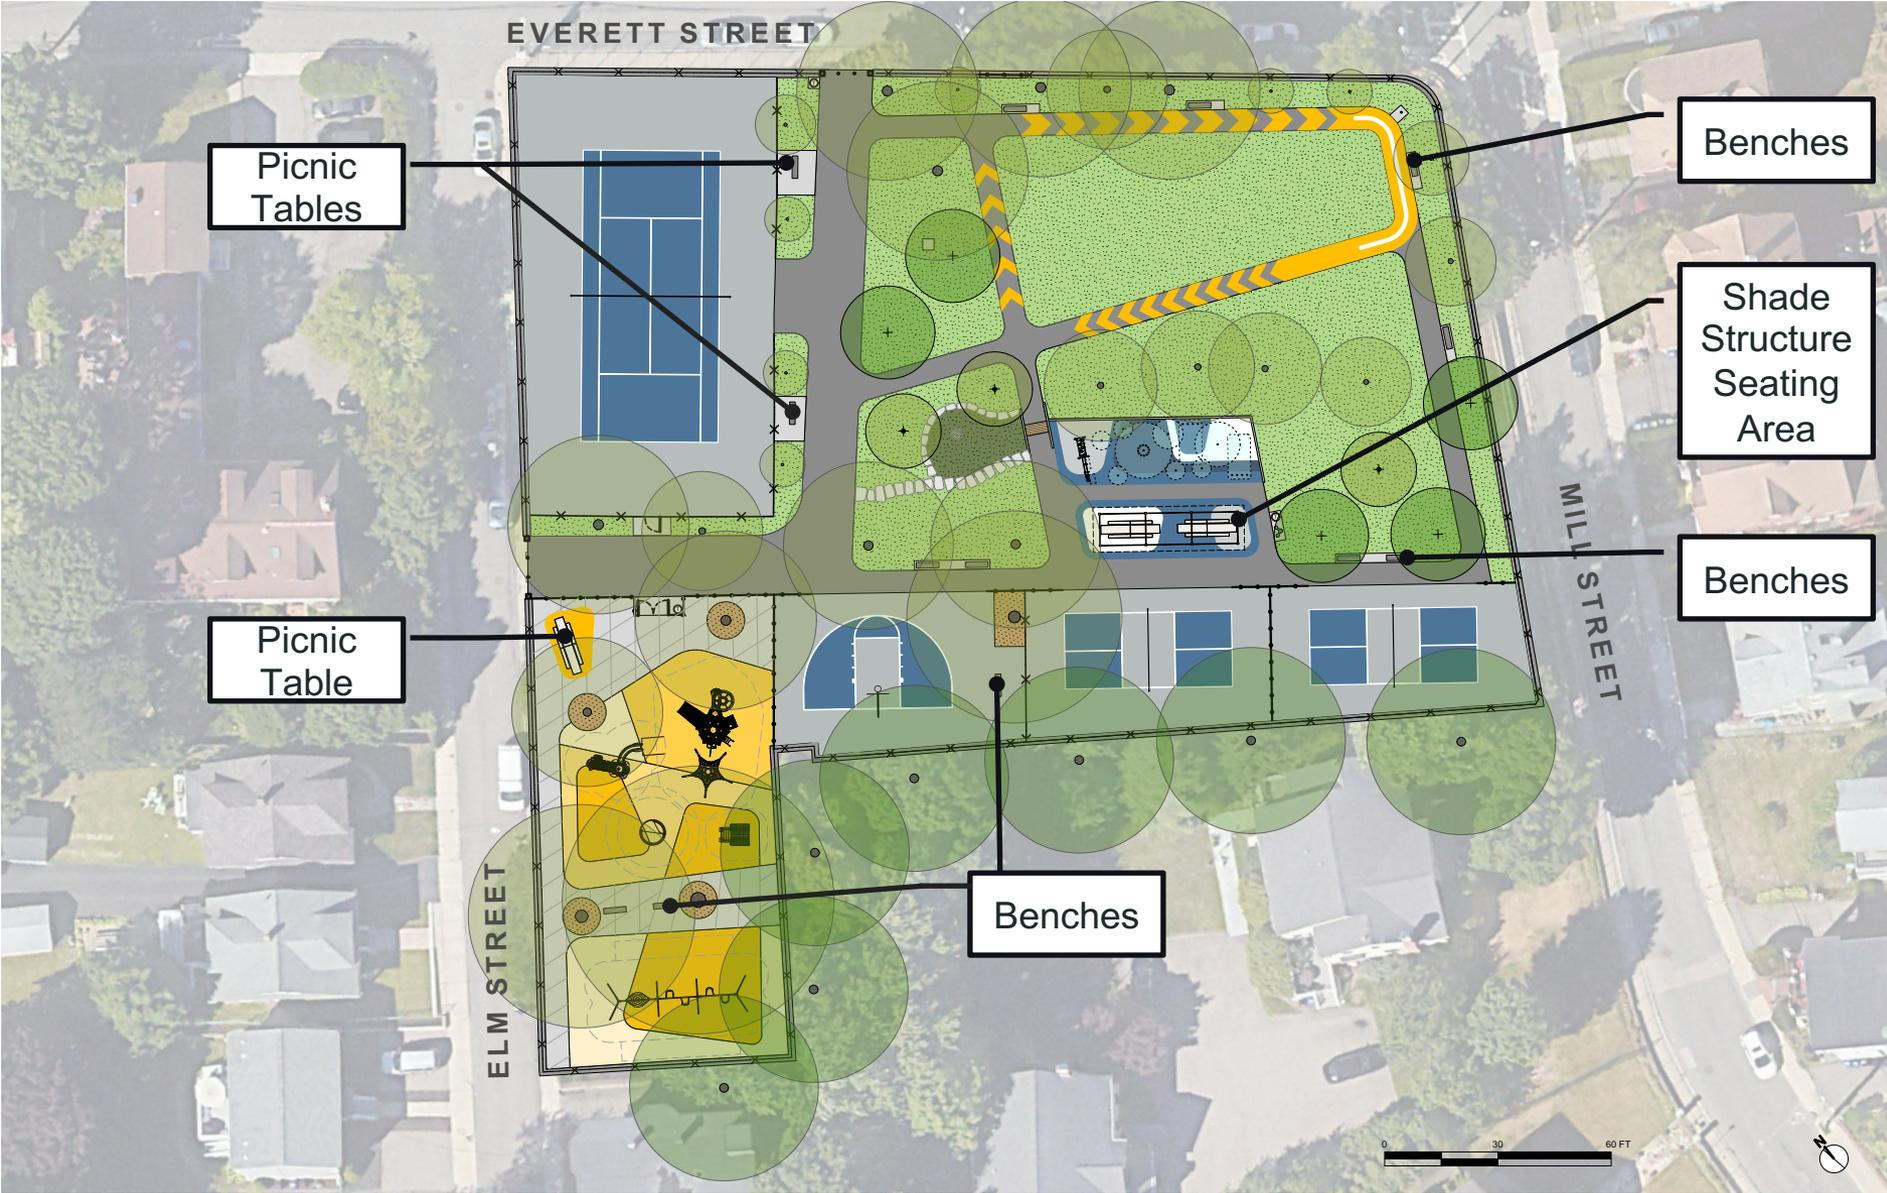 EVERETT STREET
Picnic
Tables
Benches
Shade
Structure
Seating
Area
MILL STREET
Benches
Picnic
Table
Benches
ELM STREET
0 30 60 FT
N